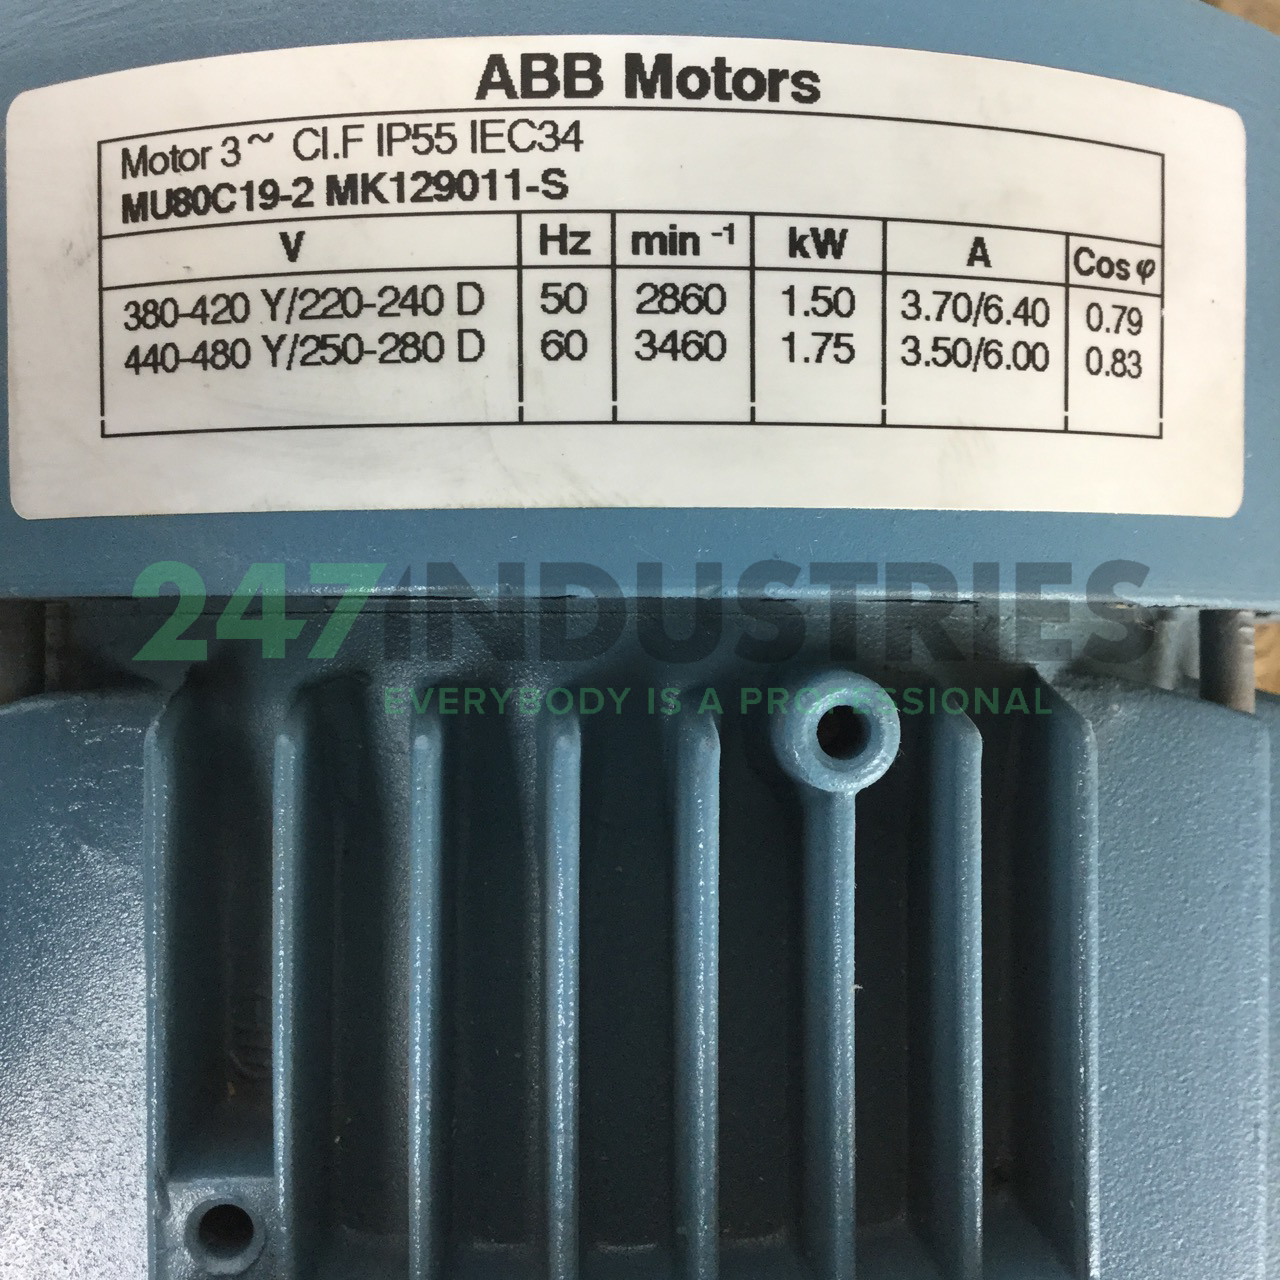 ABB Motors
Motor 3~ Cl.F IP55 IEC34
MU80C19-2 MK129011-S
V Hz min -1 kW A Cos φ
380-420 Y/220-240 D 50 2860 1.50 3.70/6.40 0.79
440-480 Y/250-280 D 60 3460 1.75 3.50/6.00 0.83
247INDUSTRIES
EVERYBODY IS A PROFESSIONAL